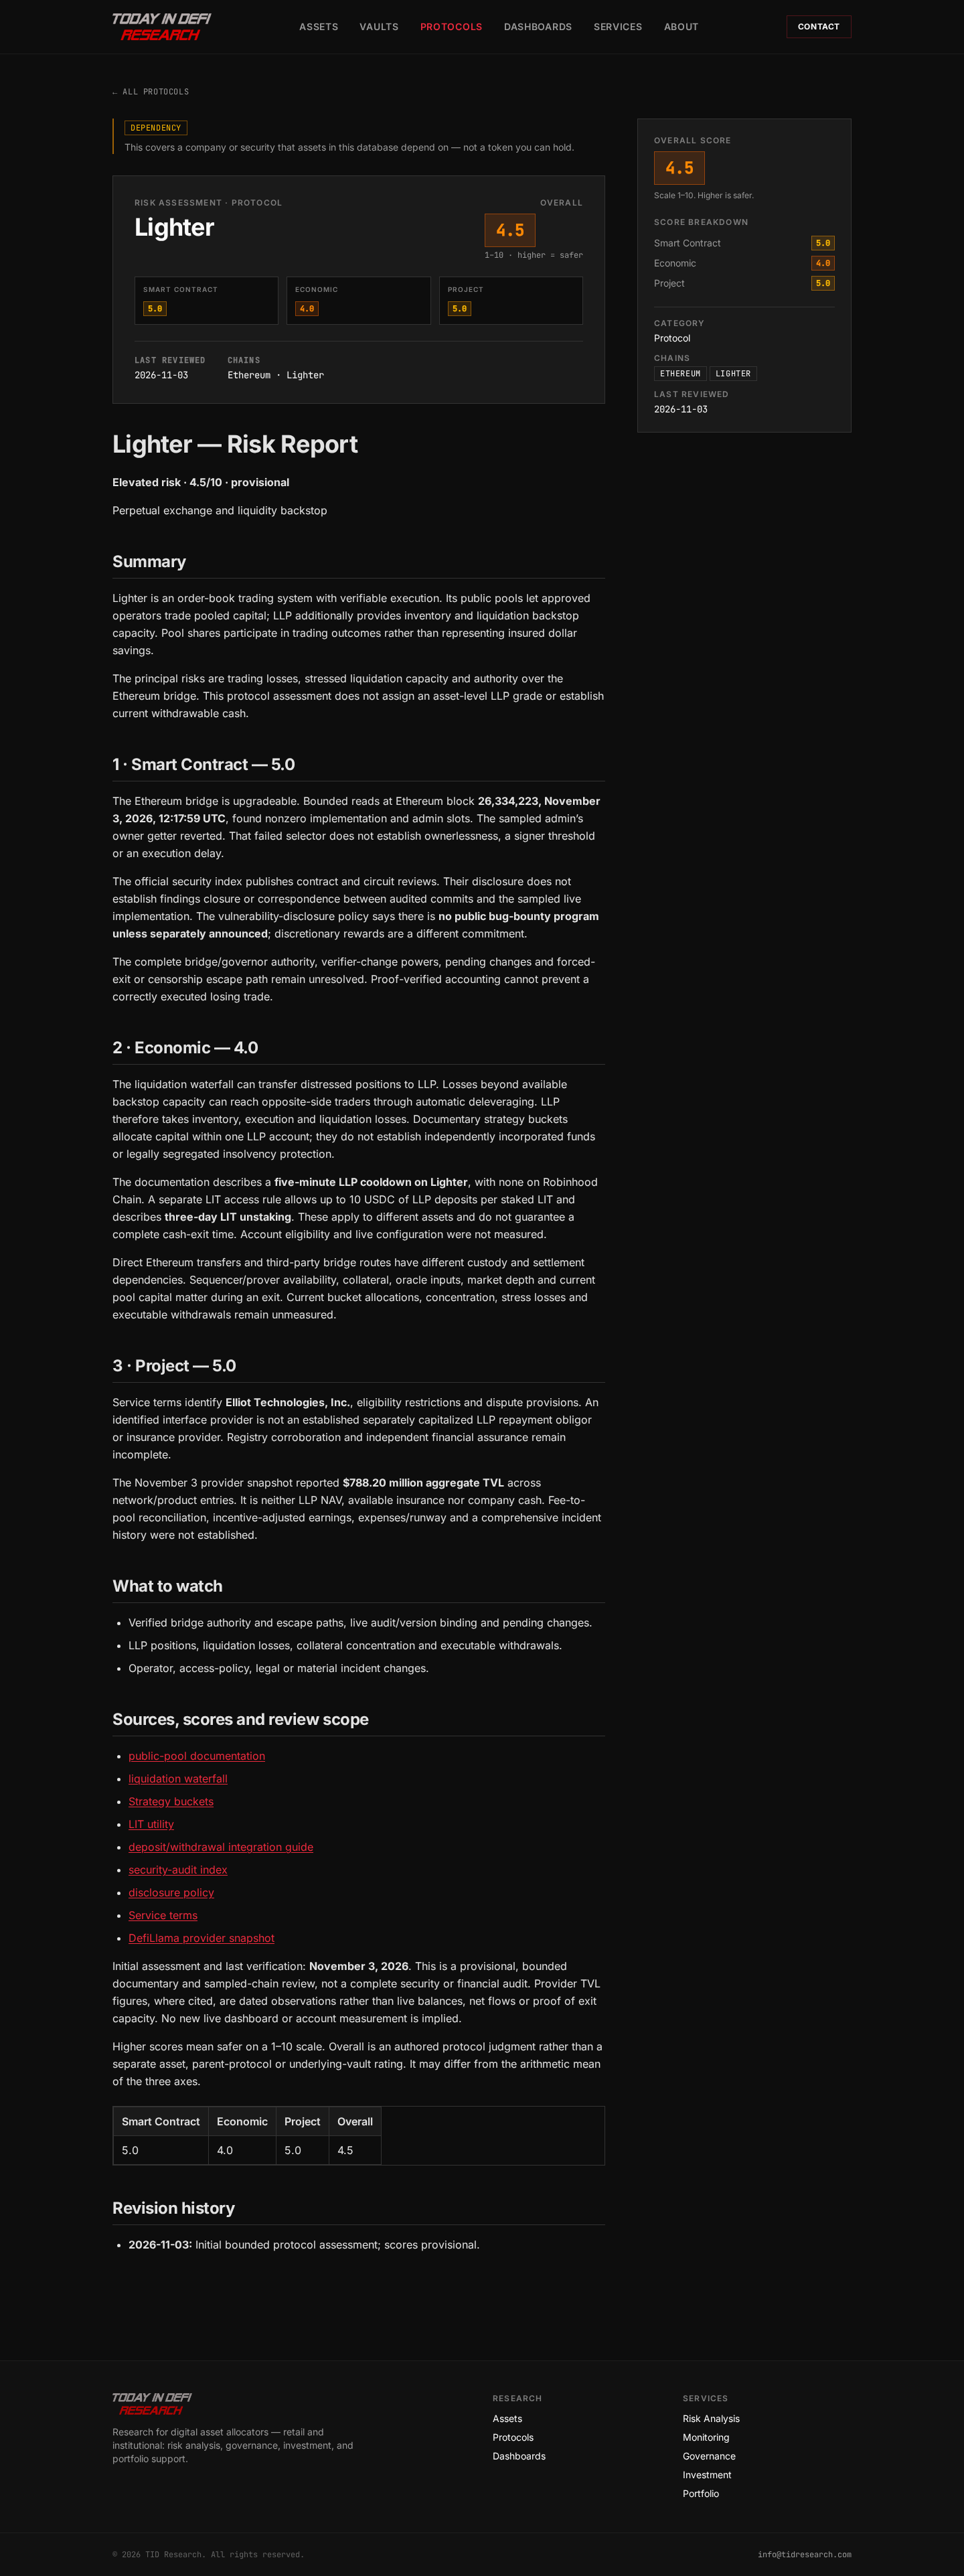 TODAY IN DEFI
RESEARCH
ASSETS
VAULTS
PROTOCOLS
DASHBOARDS
SERVICES
ABOUT
CONTACT
← ALL PROTOCOLS
DEPENDENCY
This covers a company or security that assets in this database depend on — not a token you can hold.
RISK ASSESSMENT · PROTOCOL
Lighter
OVERALL
4.5
1–10 · higher = safer
SMART CONTRACT
5.0
ECONOMIC
4.0
PROJECT
5.0
LAST REVIEWED
2026-11-03
CHAINS
Ethereum · Lighter
OVERALL SCORE
4.5
Scale 1–10. Higher is safer.
SCORE BREAKDOWN
Smart Contract 5.0
Economic 4.0
Project 5.0
CATEGORY
Protocol
CHAINS
ETHEREUM LIGHTER
LAST REVIEWED
2026-11-03
Lighter — Risk Report
Elevated risk · 4.5/10 · provisional
Perpetual exchange and liquidity backstop
Summary
Lighter is an order-book trading system with verifiable execution. Its public pools let approved
operators trade pooled capital; LLP additionally provides inventory and liquidation backstop
capacity. Pool shares participate in trading outcomes rather than representing insured dollar
savings.
The principal risks are trading losses, stressed liquidation capacity and authority over the
Ethereum bridge. This protocol assessment does not assign an asset-level LLP grade or establish
current withdrawable cash.
1 · Smart Contract — 5.0
The Ethereum bridge is upgradeable. Bounded reads at Ethereum block 26,334,223, November
3, 2026, 12:17:59 UTC, found nonzero implementation and admin slots. The sampled admin’s
owner getter reverted. That failed selector does not establish ownerlessness, a signer threshold
or an execution delay.
The official security index publishes contract and circuit reviews. Their disclosure does not
establish findings closure or correspondence between audited commits and the sampled live
implementation. The vulnerability-disclosure policy says there is no public bug-bounty program
unless separately announced; discretionary rewards are a different commitment.
The complete bridge/governor authority, verifier-change powers, pending changes and forced-
exit or censorship escape path remain unresolved. Proof-verified accounting cannot prevent a
correctly executed losing trade.
2 · Economic — 4.0
The liquidation waterfall can transfer distressed positions to LLP. Losses beyond available
backstop capacity can reach opposite-side traders through automatic deleveraging. LLP
therefore takes inventory, execution and liquidation losses. Documentary strategy buckets
allocate capital within one LLP account; they do not establish independently incorporated funds
or legally segregated insolvency protection.
The documentation describes a five-minute LLP cooldown on Lighter, with none on Robinhood
Chain. A separate LIT access rule allows up to 10 USDC of LLP deposits per staked LIT and
describes three-day LIT unstaking. These apply to different assets and do not guarantee a
complete cash-exit time. Account eligibility and live configuration were not measured.
Direct Ethereum transfers and third-party bridge routes have different custody and settlement
dependencies. Sequencer/prover availability, collateral, oracle inputs, market depth and current
pool capital matter during an exit. Current bucket allocations, concentration, stress losses and
executable withdrawals remain unmeasured.
3 · Project — 5.0
Service terms identify Elliot Technologies, Inc., eligibility restrictions and dispute provisions. An
identified interface provider is not an established separately capitalized LLP repayment obligor
or insurance provider. Registry corroboration and independent financial assurance remain
incomplete.
The November 3 provider snapshot reported $788.20 million aggregate TVL across
network/product entries. It is neither LLP NAV, available insurance nor company cash. Fee-to-
pool reconciliation, incentive-adjusted earnings, expenses/runway and a comprehensive incident
history were not established.
What to watch
• Verified bridge authority and escape paths, live audit/version binding and pending changes.
• LLP positions, liquidation losses, collateral concentration and executable withdrawals.
• Operator, access-policy, legal or material incident changes.
Sources, scores and review scope
• public-pool documentation
• liquidation waterfall
• Strategy buckets
• LIT utility
• deposit/withdrawal integration guide
• security-audit index
• disclosure policy
• Service terms
• DefiLlama provider snapshot
Initial assessment and last verification: November 3, 2026. This is a provisional, bounded
documentary and sampled-chain review, not a complete security or financial audit. Provider TVL
figures, where cited, are dated observations rather than live balances, net flows or proof of exit
capacity. No new live dashboard or account measurement is implied.
Higher scores mean safer on a 1–10 scale. Overall is an authored protocol judgment rather than a
separate asset, parent-protocol or underlying-vault rating. It may differ from the arithmetic mean
of the three axes.
Smart Contract Economic Project Overall
5.0 4.0 5.0 4.5
Revision history
• 2026-11-03: Initial bounded protocol assessment; scores provisional.
TODAY IN DEFI
RESEARCH
Research for digital asset allocators — retail and
institutional: risk analysis, governance, investment, and
portfolio support.
RESEARCH
Assets
Protocols
Dashboards
SERVICES
Risk Analysis
Monitoring
Governance
Investment
Portfolio
© 2026 TID Research. All rights reserved.
info@tidresearch.com